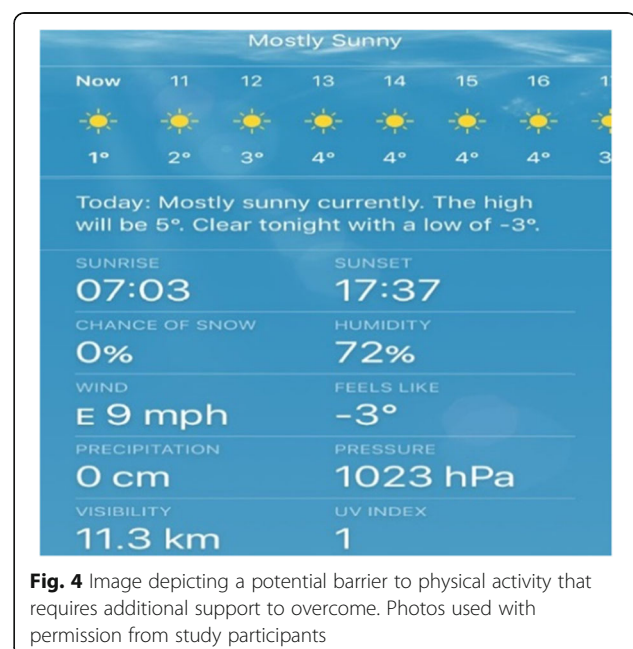 Mostly Sunny
Now 11 12 13 14 15 16
1° 2° 3° 4° 4° 4° 4° 3
Today: Mostly sunny currently. The high
will be 5°. Clear tonight with a low of -3°.
SUNRISE SUNSET
07:03 17:37
CHANCE OF SNOW HUMIDITY
0% 72%
WIND FEELS LIKE
E 9 mph -3°
PRECIPITATION PRESSURE
0 cm 1023 hPa
VISIBILITY UV INDEX
11.3 km 1
Fig. 4 Image depicting a potential barrier to physical activity that
requires additional support to overcome. Photos used with
permission from study participants